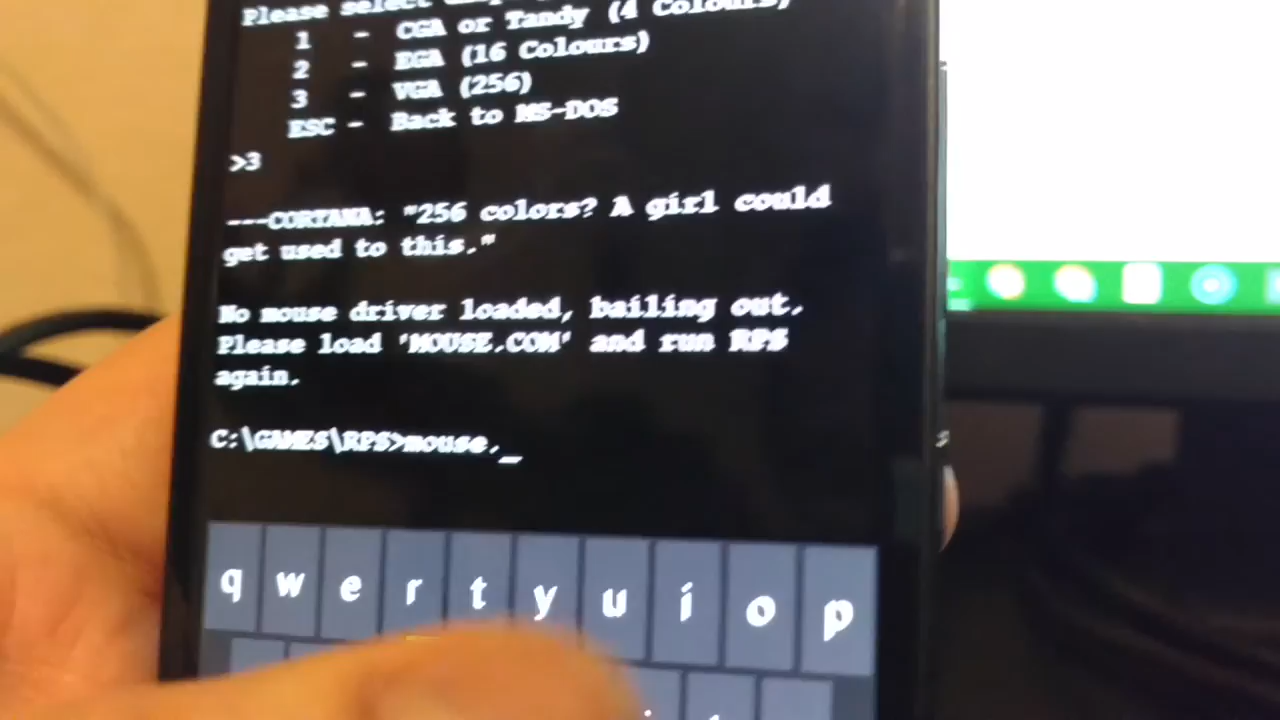 Please select
1 - CGA or Tandy (4 Colours)
2 - EGA (16 Colours)
3 - VGA (256)
ESC - Back to MS-DOS
>3
---CORTANA: "256 colors? A girl could
get used to this."
No mouse driver loaded, bailing out.
Please load 'MOUSE.COM' and run RPS
again.
C:\GAMES\RPS>mouse._
q w e r t y u i o p